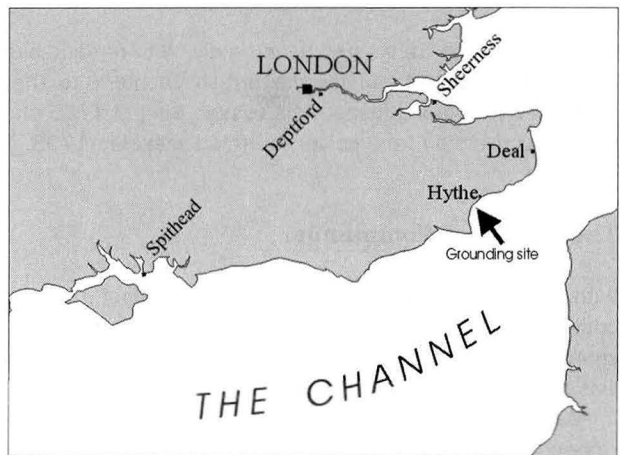 LONDON
Sheerness
Deptford
Deal
Hythe
Spithead
Grounding site
THE CHANNEL